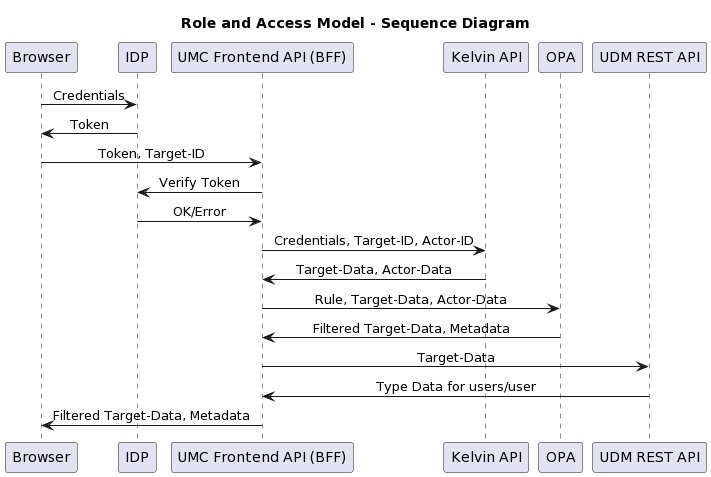 Role and Access Model - Sequence Diagram
Browser IDP UMC Frontend API (BFF) Kelvin API OPA UDM REST API
Credentials
Token
Token, Target-ID
Verify Token
OK/Error
Credentials, Target-ID, Actor-ID
Target-Data, Actor-Data
Rule, Target-Data, Actor-Data
Filtered Target-Data, Metadata
Target-Data
Type Data for users/user
Filtered Target-Data, Metadata
Browser IDP UMC Frontend API (BFF) Kelvin API OPA UDM REST API